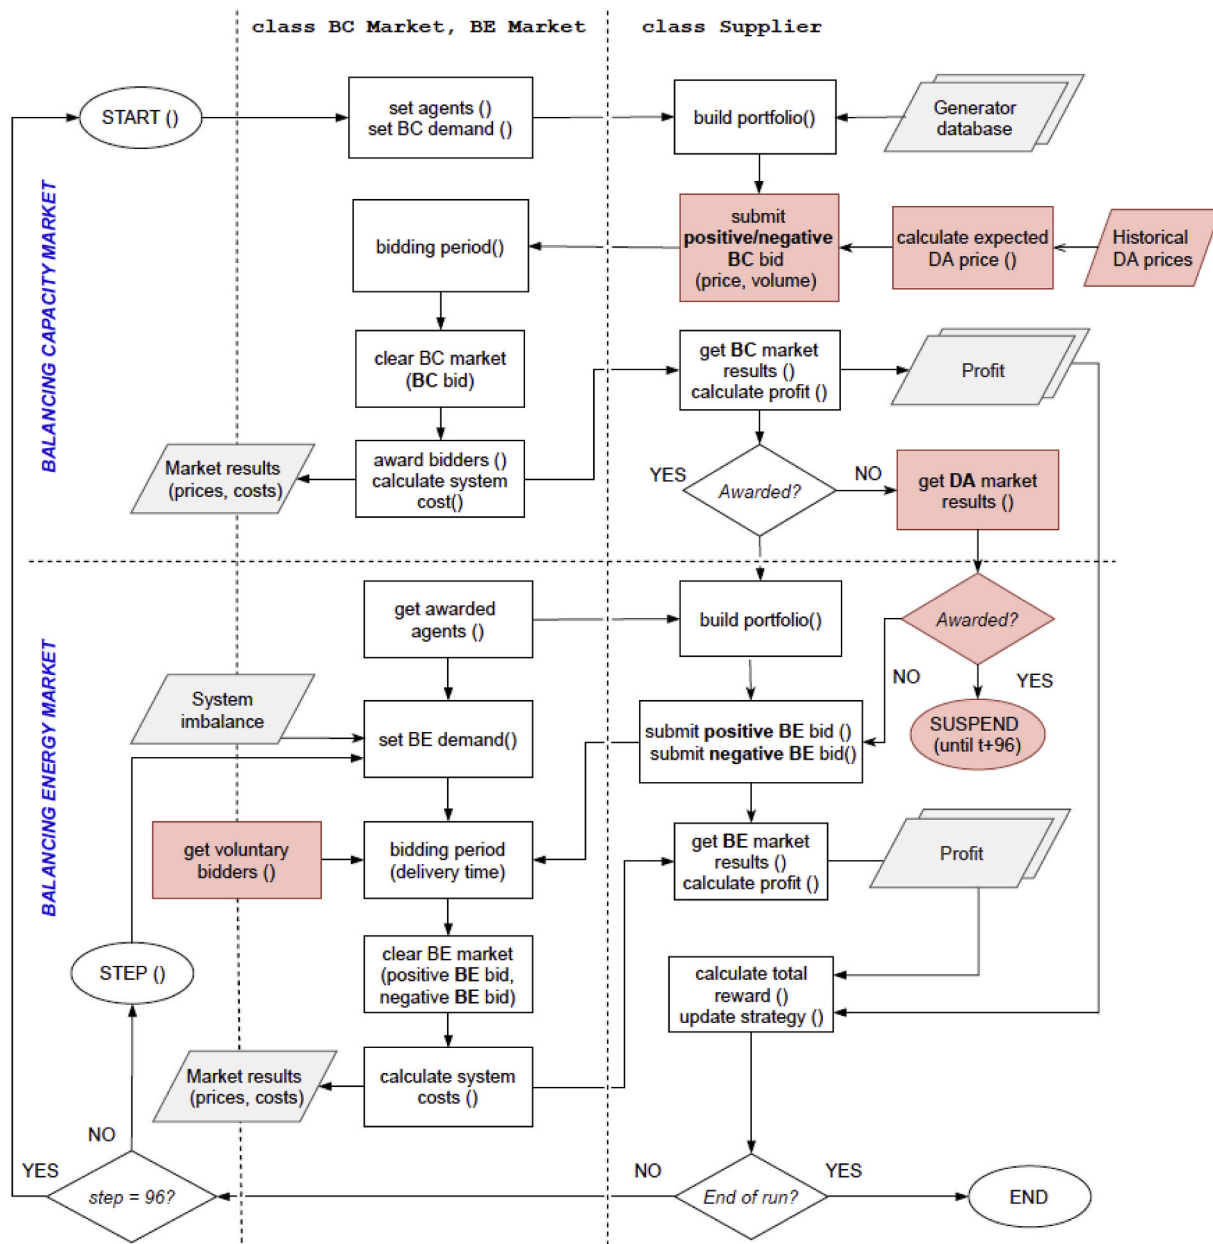 class BC Market, BE Market
class Supplier
BALANCING CAPACITY MARKET
START ()
set agents ()
set BC demand ()
build portfolio()
Generator
database
bidding period()
submit
positive/negative
BC bid
(price, volume)
calculate expected
DA price ()
Historical
DA prices
clear BC market
(BC bid)
get BC market
results ()
calculate profit ()
Profit
Market results
(prices, costs)
award bidders ()
calculate system
cost()
YES
Awarded?
NO
get DA market
results ()
BALANCING ENERGY MARKET
get awarded
agents ()
build portfolio()
Awarded?
NO
YES
System
imbalance
set BE demand()
submit positive BE bid ()
submit negative BE bid()
SUSPEND
(until t+96)
get voluntary
bidders ()
bidding period
(delivery time)
get BE market
results ()
calculate profit ()
Profit
STEP ()
clear BE market
(positive BE bid,
negative BE bid)
calculate total
reward ()
update strategy ()
Market results
(prices, costs)
calculate system
costs ()
NO
YES
step = 96?
NO
End of run?
YES
END